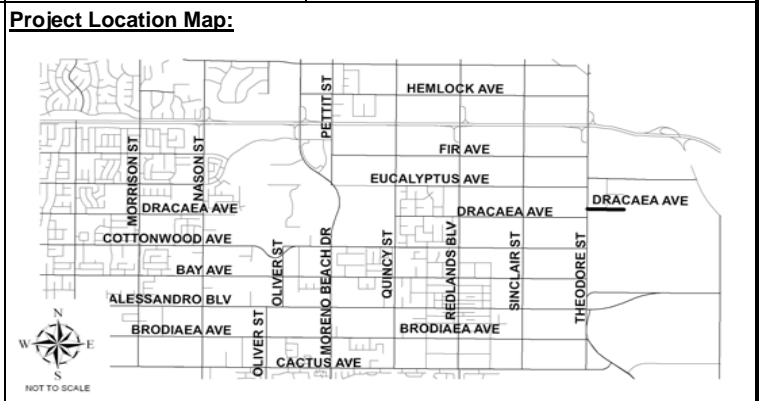 Project Location Map:
HEMLOCK AVE
PETTIT ST
FIR AVE
MORRISON ST
NASON ST
EUCALYPTUS AVE
DRACAEA AVE
DRACAEA AVE
DRACAEA AVE
COTTONWOOD AVE
BAY AVE
OLIVER ST
MORENO BEACH DR
QUINCY ST
REDLANDS BLV
SINCLAIR ST
THEODORE ST
ALESSANDRO BLV
BRODIAEA AVE
OLIVER ST
BRODIAEA AVE
CACTUS AVE
N
W
E
S
NOT TO SCALE